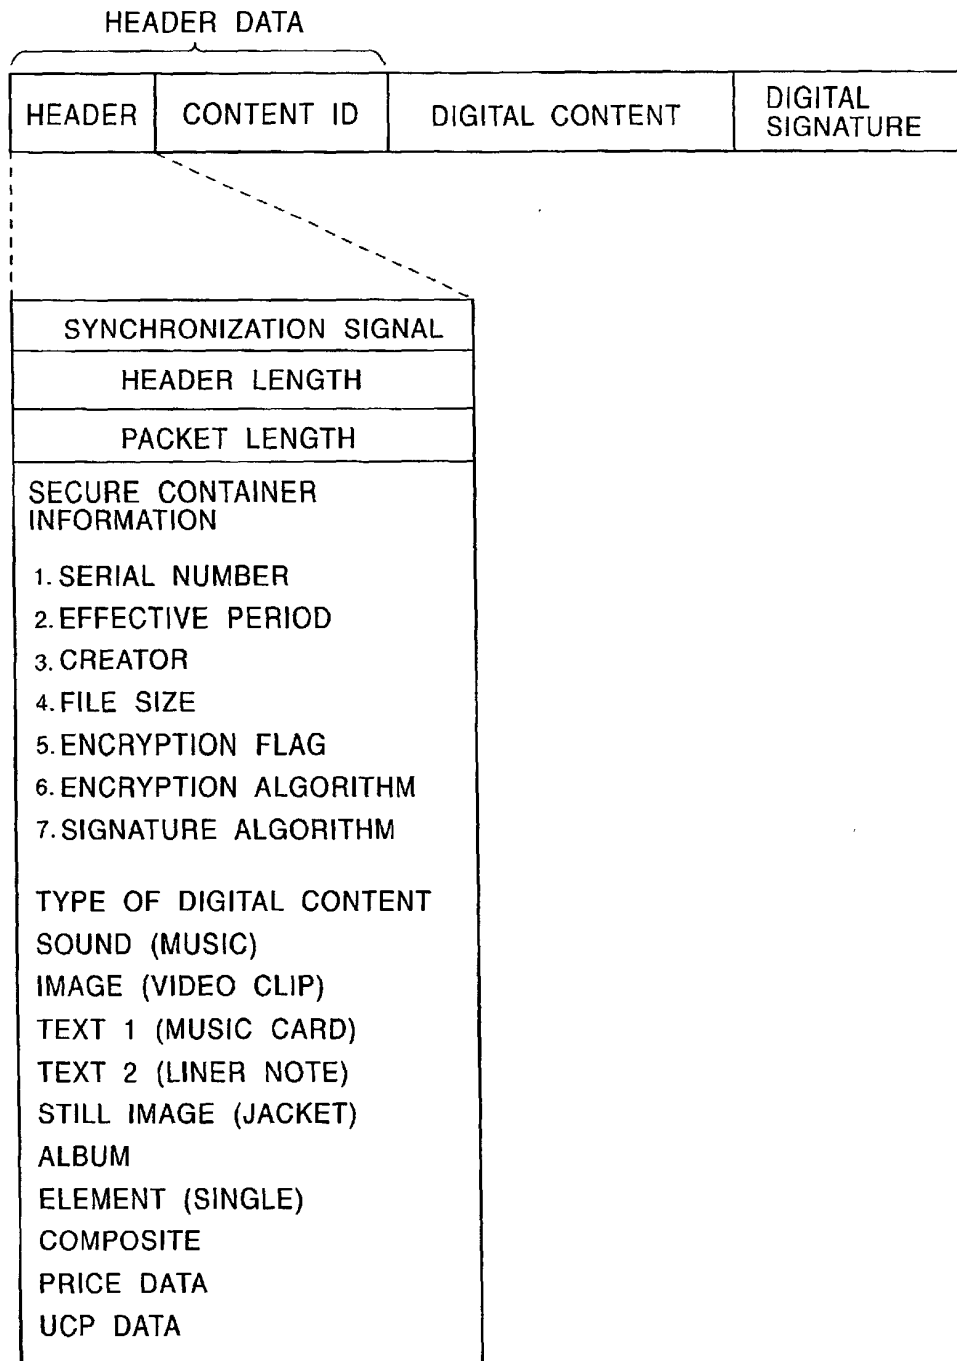 HEADER DATA
HEADER
CONTENT ID
DIGITAL CONTENT
DIGITAL
SIGNATURE
SYNCHRONIZATION SIGNAL
HEADER LENGTH
PACKET LENGTH
SECURE CONTAINER
INFORMATION
1. SERIAL NUMBER
2. EFFECTIVE PERIOD
3. CREATOR
4. FILE SIZE
5. ENCRYPTION FLAG
6. ENCRYPTION ALGORITHM
7. SIGNATURE ALGORITHM
TYPE OF DIGITAL CONTENT
SOUND (MUSIC)
IMAGE (VIDEO CLIP)
TEXT 1 (MUSIC CARD)
TEXT 2 (LINER NOTE)
STILL IMAGE (JACKET)
ALBUM
ELEMENT (SINGLE)
COMPOSITE
PRICE DATA
UCP DATA